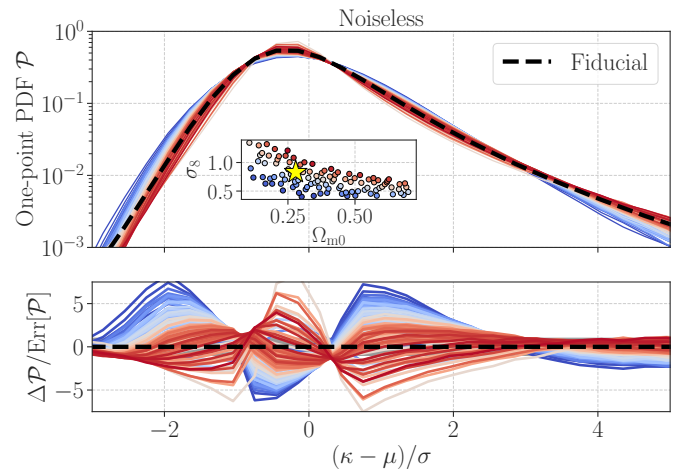 Noiseless
One-point PDF 𝒫
10⁰
10⁻¹
10⁻²
10⁻³
Fiducial
σ₈
1.0
0.5
0.25
0.50
Ωₘ₀
Δ𝒫/Err[𝒫]
5
0
−5
−2
0
2
4
(κ − μ)/σ